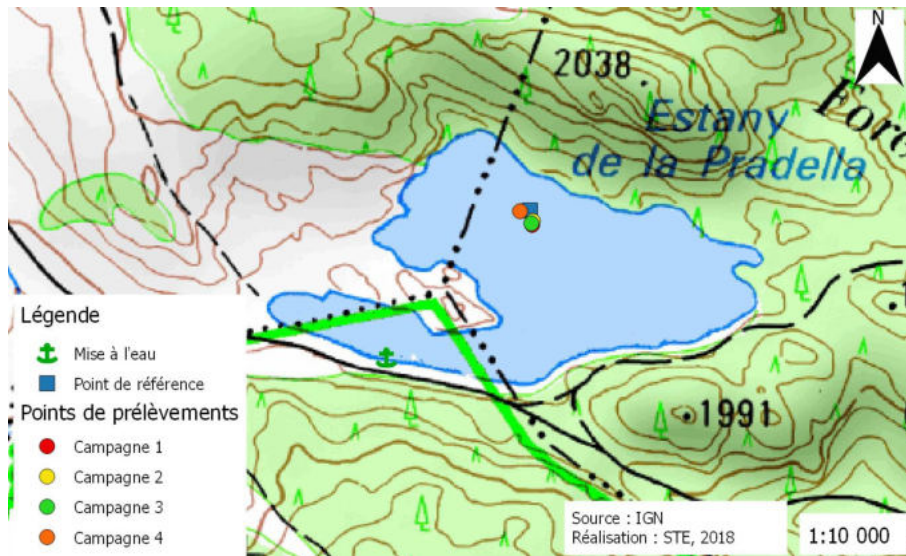 N
2038
Estany
de la Pradella
Fore
1991
Légende
Mise à l'eau
Point de référence
Points de prélèvements
Campagne 1
Campagne 2
Campagne 3
Campagne 4
Source : IGN
Réalisation : STE, 2018
1:10 000